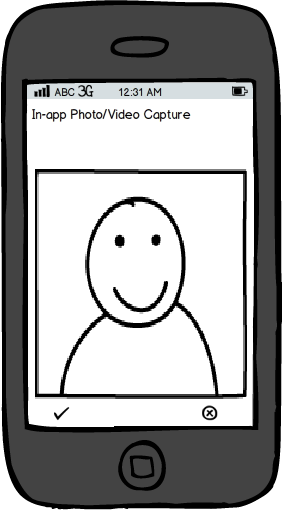 ABC 3G 12:31 AM
In-app Photo/Video Capture